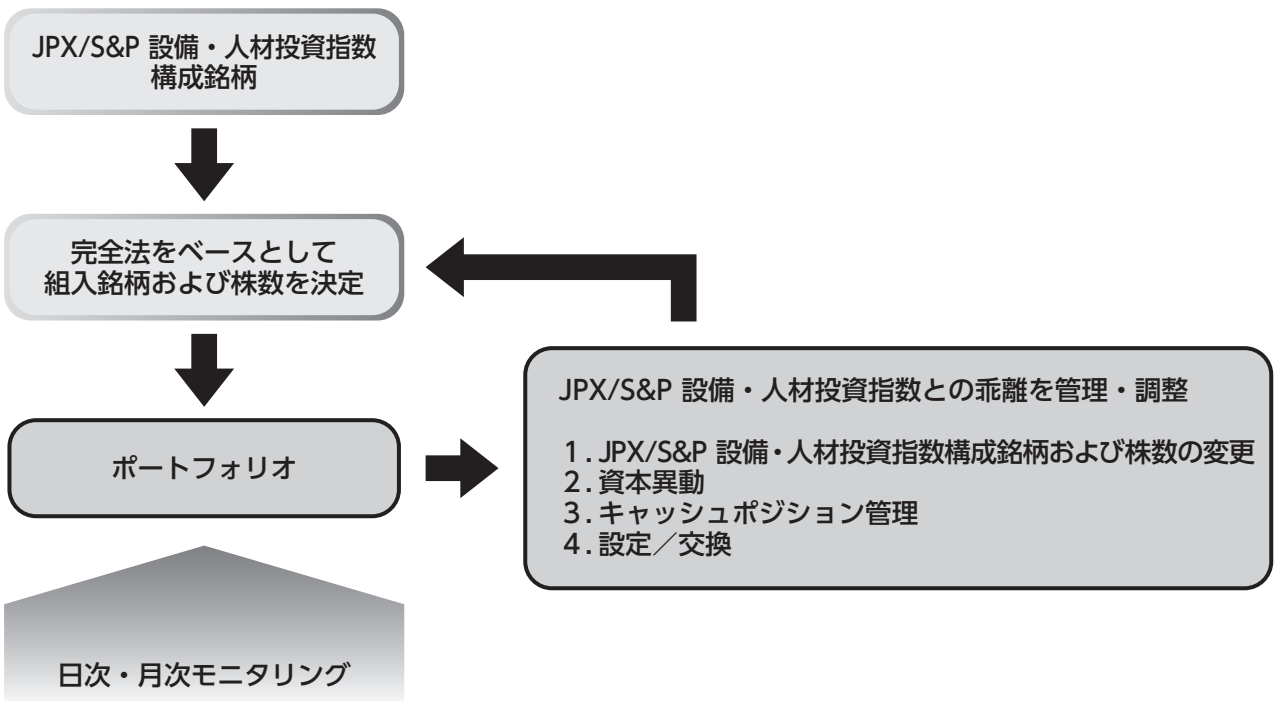 JPX/S&P 設備・人材投資指数
構成銘柄
完全法をベースとして
組入銘柄および株数を決定
ポートフォリオ
JPX/S&P 設備・人材投資指数との乖離を管理・調整
1．JPX/S&P 設備・人材投資指数構成銘柄および株数の変更
2．資本異動
3．キャッシュポジション管理
4．設定／交換
日次・月次モニタリング